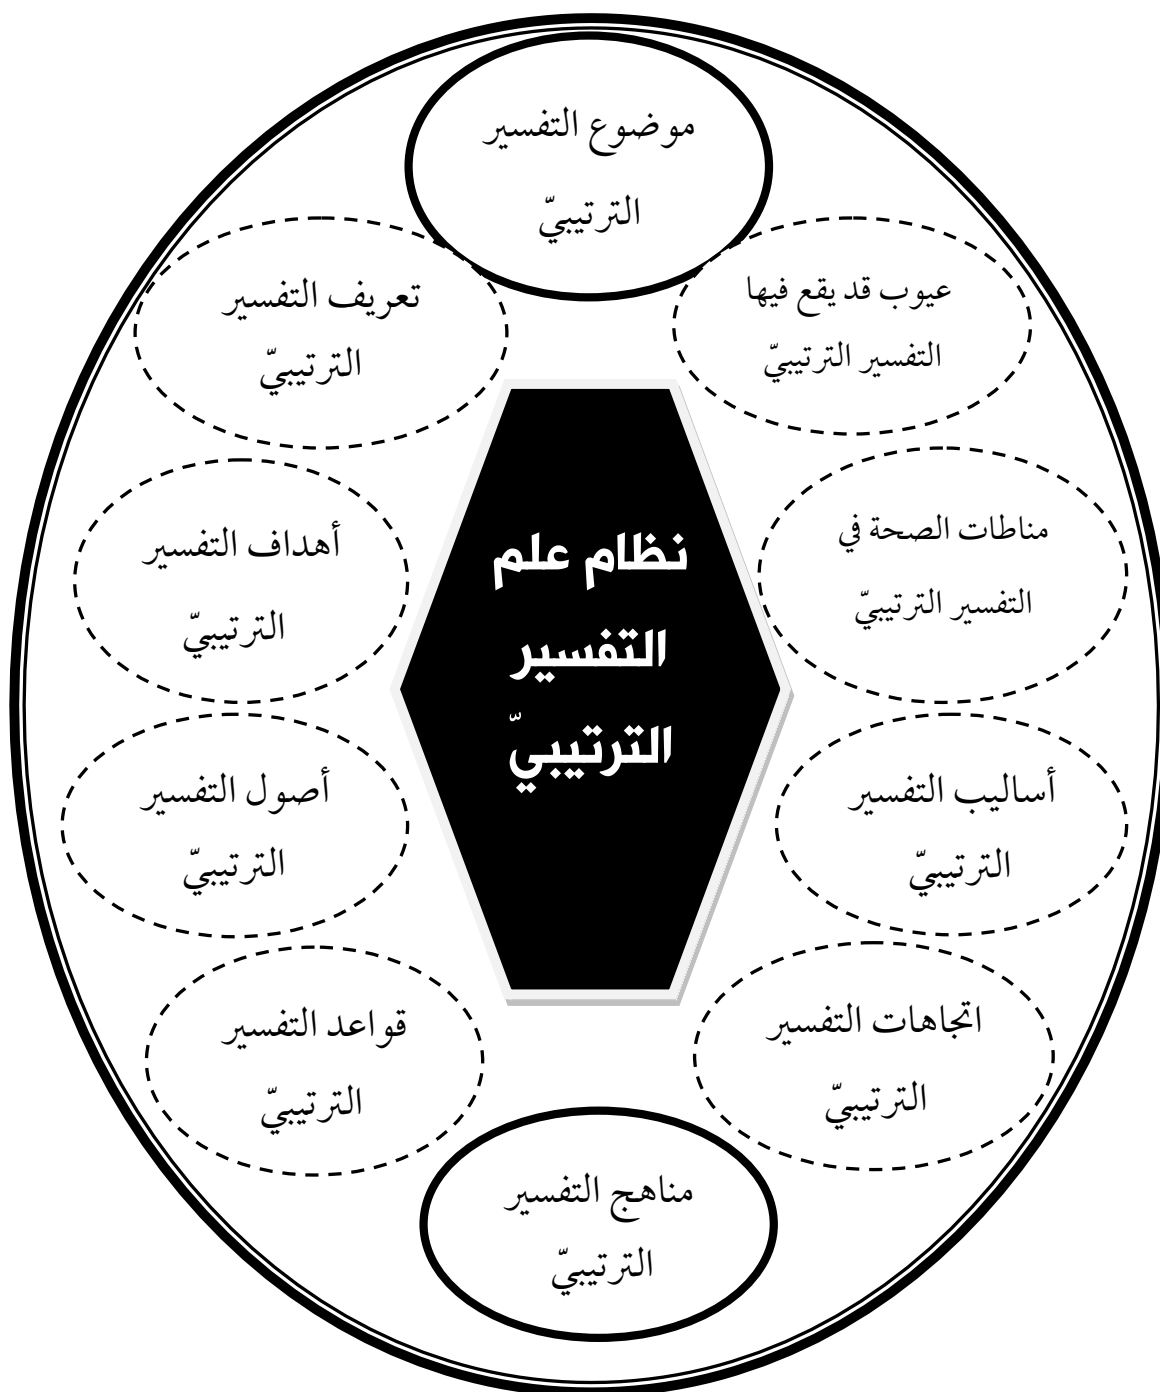 موضوع التفسير
الترتيبيّ
عيوب قد يقع فيها
التفسير الترتيبيّ
تعريف التفسير
الترتيبيّ
مناطات الصحة في
التفسير الترتيبيّ
أهداف التفسير
الترتيبيّ
نظام علم
التفسير
الترتيبيّ
أساليب التفسير
الترتيبيّ
أصول التفسير
الترتيبيّ
اتجاهات التفسير
الترتيبيّ
قواعد التفسير
الترتيبيّ
مناهج التفسير
الترتيبيّ